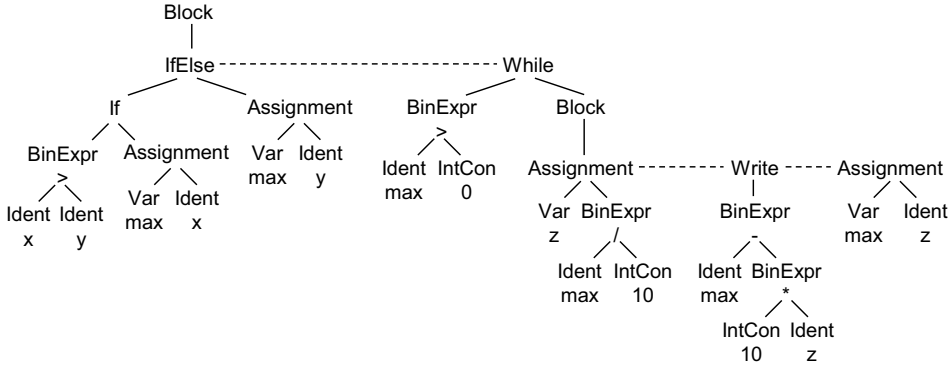 Block
IfElse While
If Assignment BinExpr Block
>
BinExpr Assignment Var Ident Ident IntCon Assignment Write Assignment
> max y max 0
Ident Ident Var Ident Var BinExpr BinExpr Var Ident
x y max x z / - max z
Ident IntCon Ident BinExpr
max 10 max *
IntCon Ident
10 z